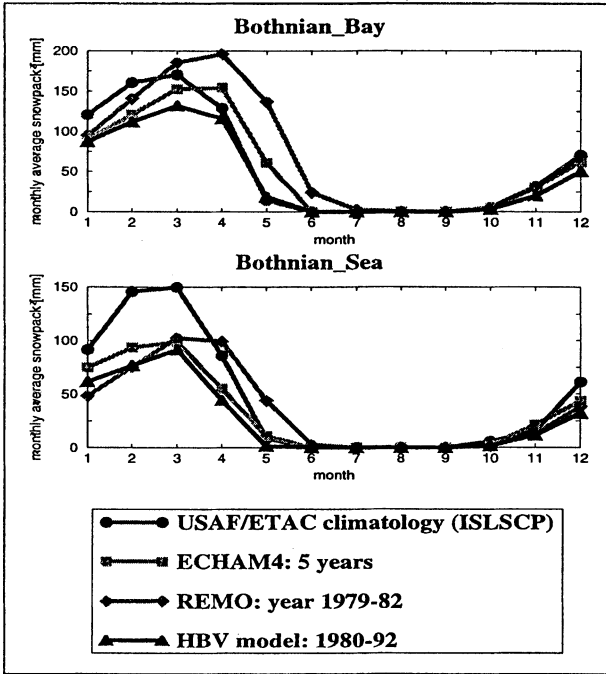 Bothnian_Bay
monthly average snowpack [mm]
200
150
100
50
0
1 2 3 4 5 6 7 8 9 10 11 12
month
Bothnian_Sea
monthly average snowpack [mm]
150
100
50
0
1 2 3 4 5 6 7 8 9 10 11 12
month
USAF/ETAC climatology (ISLSCP)
ECHAM4: 5 years
REMO: year 1979-82
HBV model: 1980-92